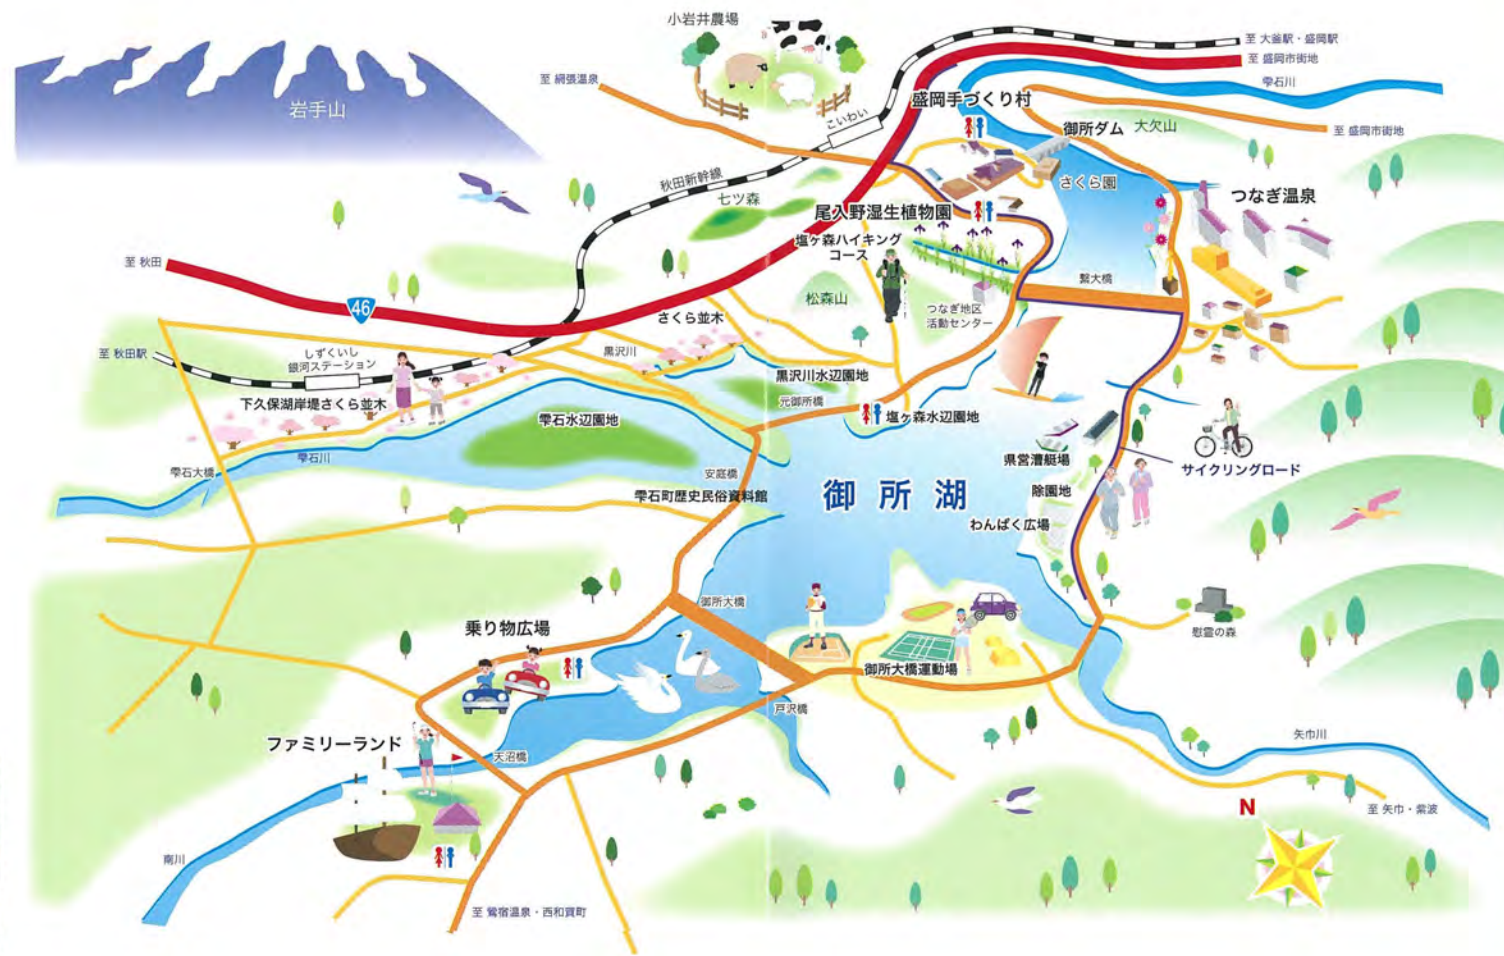 小岩井農場
至 大釜駅・盛岡駅
至 盛岡市街地
至 網張温泉
雫石川
岩手山
盛岡手づくり村
こいわい
御所ダム
大欠山
至 盛岡市街地
秋田新幹線
さくら園
七ツ森
つなぎ温泉
尾入野湿生植物園
塩ヶ森ハイキング
コース
至 秋田
繋大橋
松森山
46
つなぎ地区
活動センター
さくら並木
至 秋田駅
しずくいし
銀河ステーション
黒沢川
黒沢川水辺園地
下久保湖岸堤さくら並木
元御所橋
塩ヶ森水辺園地
雫石水辺園地
雫石川
雫石大橋
安庭橋
県営漕艇場
サイクリングロード
雫石町歴史民俗資料館
御所湖
除園地
わんぱく広場
御所大橋
乗り物広場
慰霊の森
御所大橋運動場
戸沢橋
ファミリーランド
天沼橋
矢巾川
N
至 矢巾・紫波
南川
至 鶯宿温泉・西和賀町